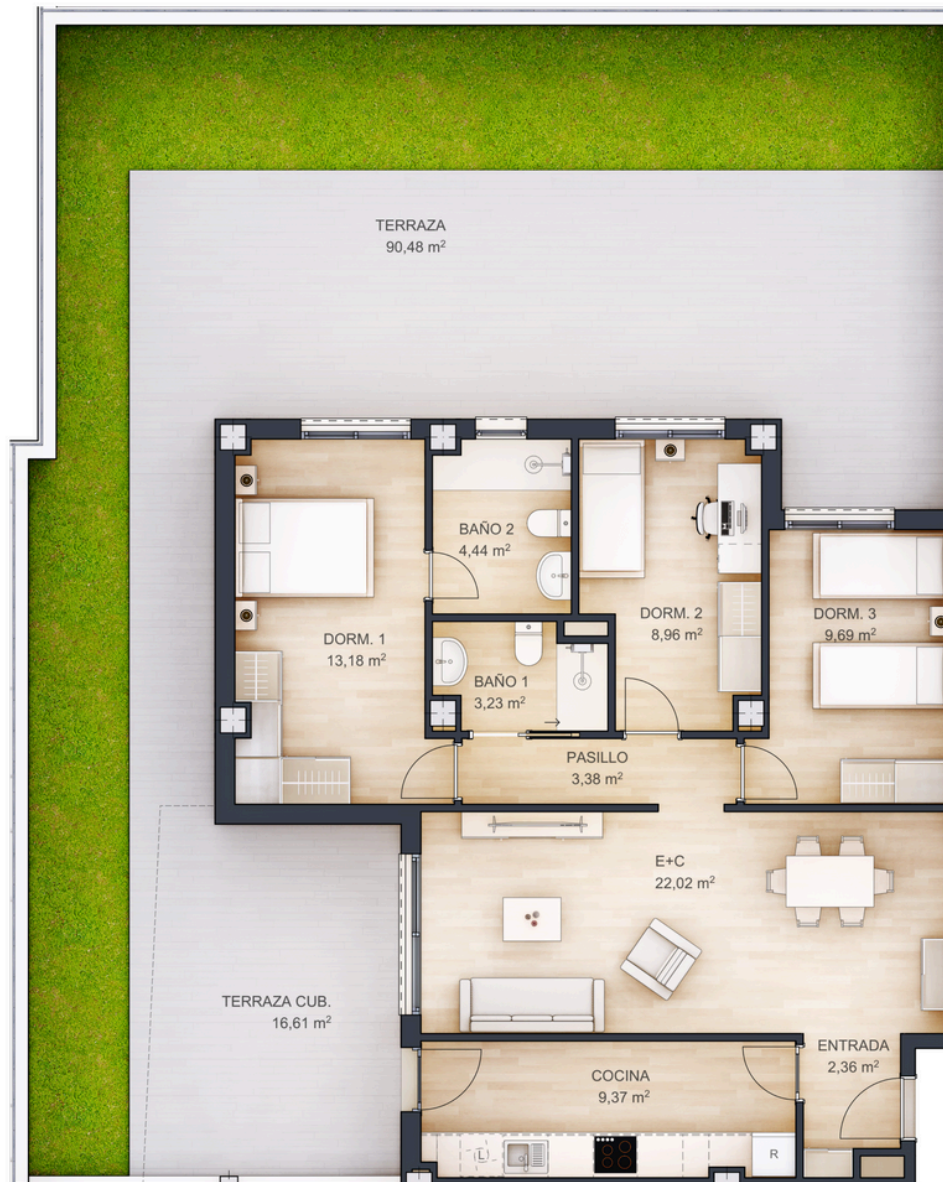 TERRAZA
90,48 m²
BAÑO 2
4,44 m²
DORM. 2
8,96 m²
DORM. 3
9,69 m²
DORM. 1
13,18 m²
BAÑO 1
3,23 m²
PASILLO
3,38 m²
E+C
22,02 m²
TERRAZA CUB.
16,61 m²
ENTRADA
2,36 m²
COCINA
9,37 m²
L
R